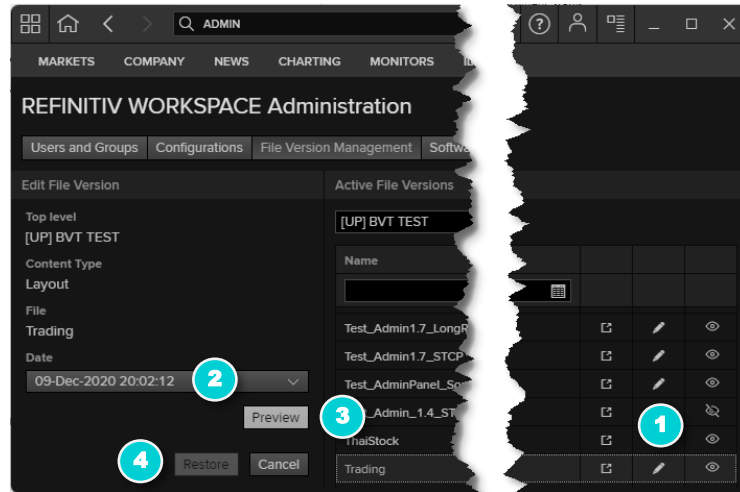 ADMIN
?
MARKETS COMPANY NEWS CHARTING MONITORS
REFINITIV WORKSPACE Administration
Users and Groups Configurations File Version Management
Edit File Version
Top level
[UP] BVT TEST
Content Type
Layout
File
Trading
Date
09-Dec-2020 20:02:12
2
Preview
3
4
Restore Cancel
Active File Versions
[UP] BVT TEST
Name
Test_Admin1.7_LongR
Test_Admin1.7_STCP
Test_AdminPanel_So
_Admin_1.4_ST
1
ThaiStock
Trading